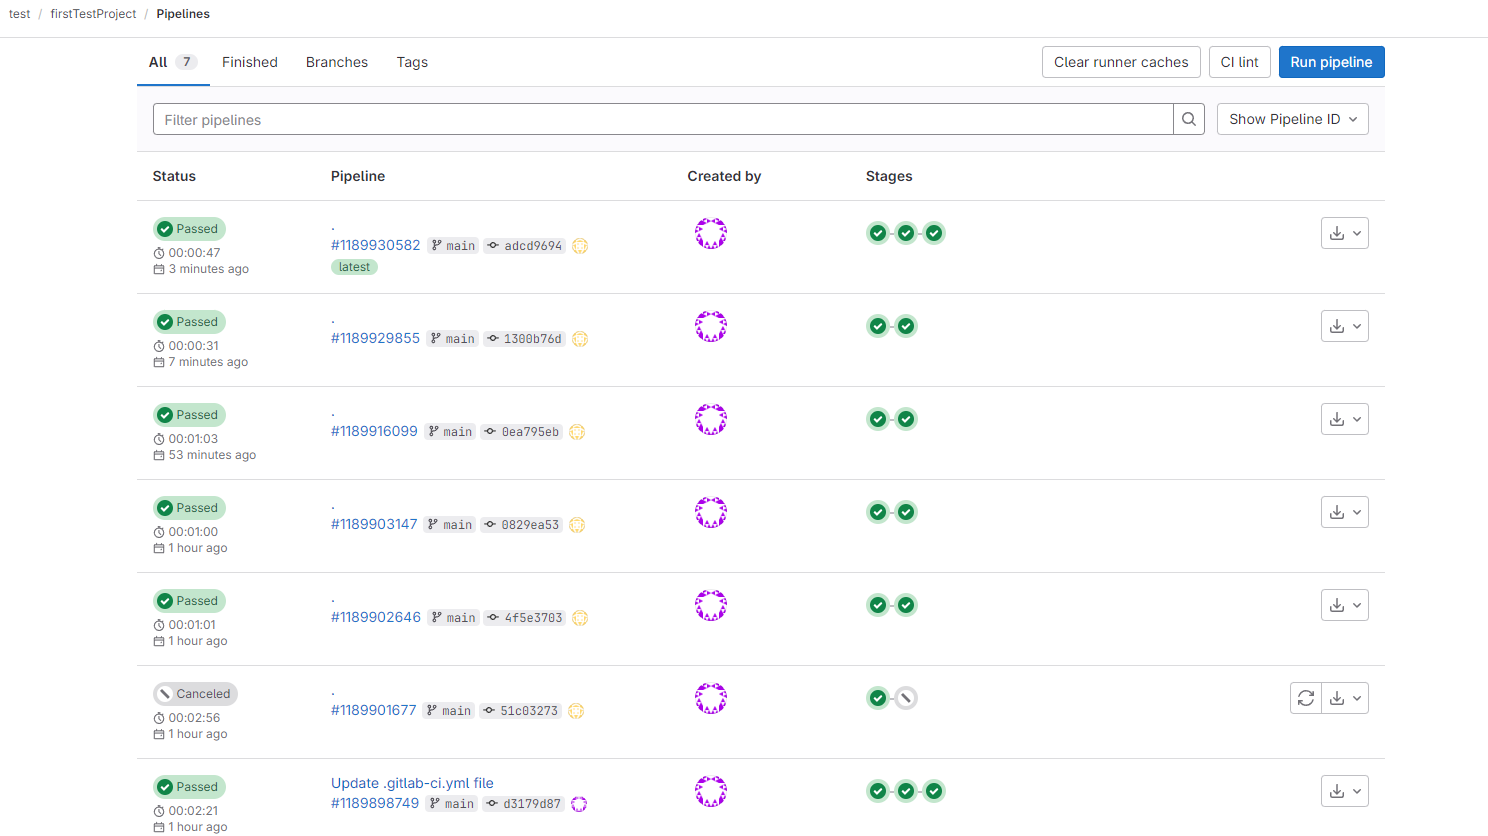 test / firstTestProject / Pipelines
All 7 Finished Branches Tags Clear runner caches CI lint Run pipeline
Filter pipelines Show Pipeline ID
Status Pipeline Created by Stages
Passed .
#1189930582 main adcd9694
00:00:47
latest
3 minutes ago
Passed .
#1189929855 main 1300b76d
00:00:31
7 minutes ago
Passed .
#1189916099 main 0ea795eb
00:01:03
53 minutes ago
Passed .
#1189903147 main 0829ea53
00:01:00
1 hour ago
Passed .
#1189902646 main 4f5e3703
00:01:01
1 hour ago
Canceled .
#1189901677 main 51c03273
00:02:56
1 hour ago
Passed Update .gitlab-ci.yml file
#1189898749 main d3179d87
00:02:21
1 hour ago